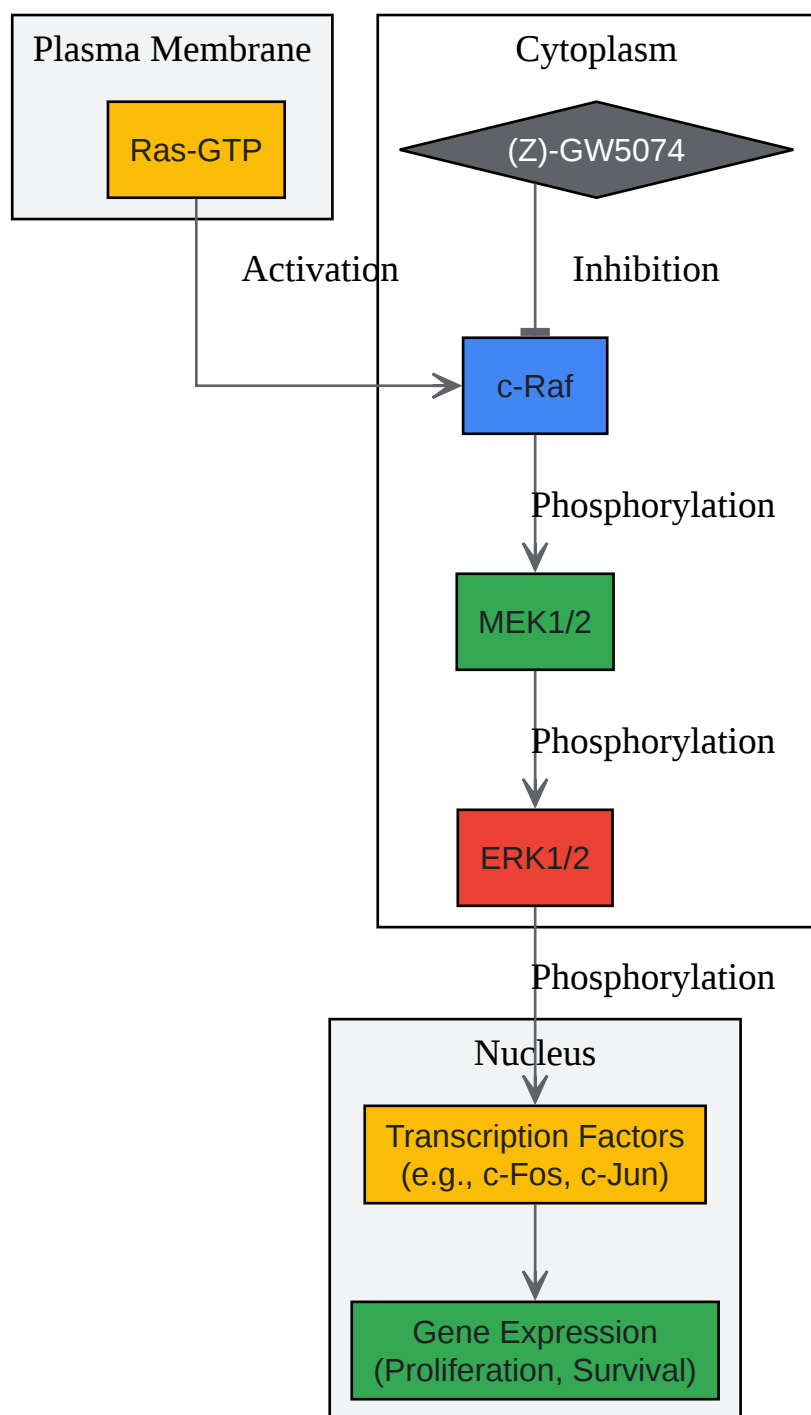 Plasma Membrane
Cytoplasm
Ras-GTP
(Z)-GW5074
Activation
Inhibition
c-Raf
Phosphorylation
MEK1/2
Phosphorylation
ERK1/2
Phosphorylation
Nucleus
Transcription Factors
(e.g., c-Fos, c-Jun)
Gene Expression
(Proliferation, Survival)